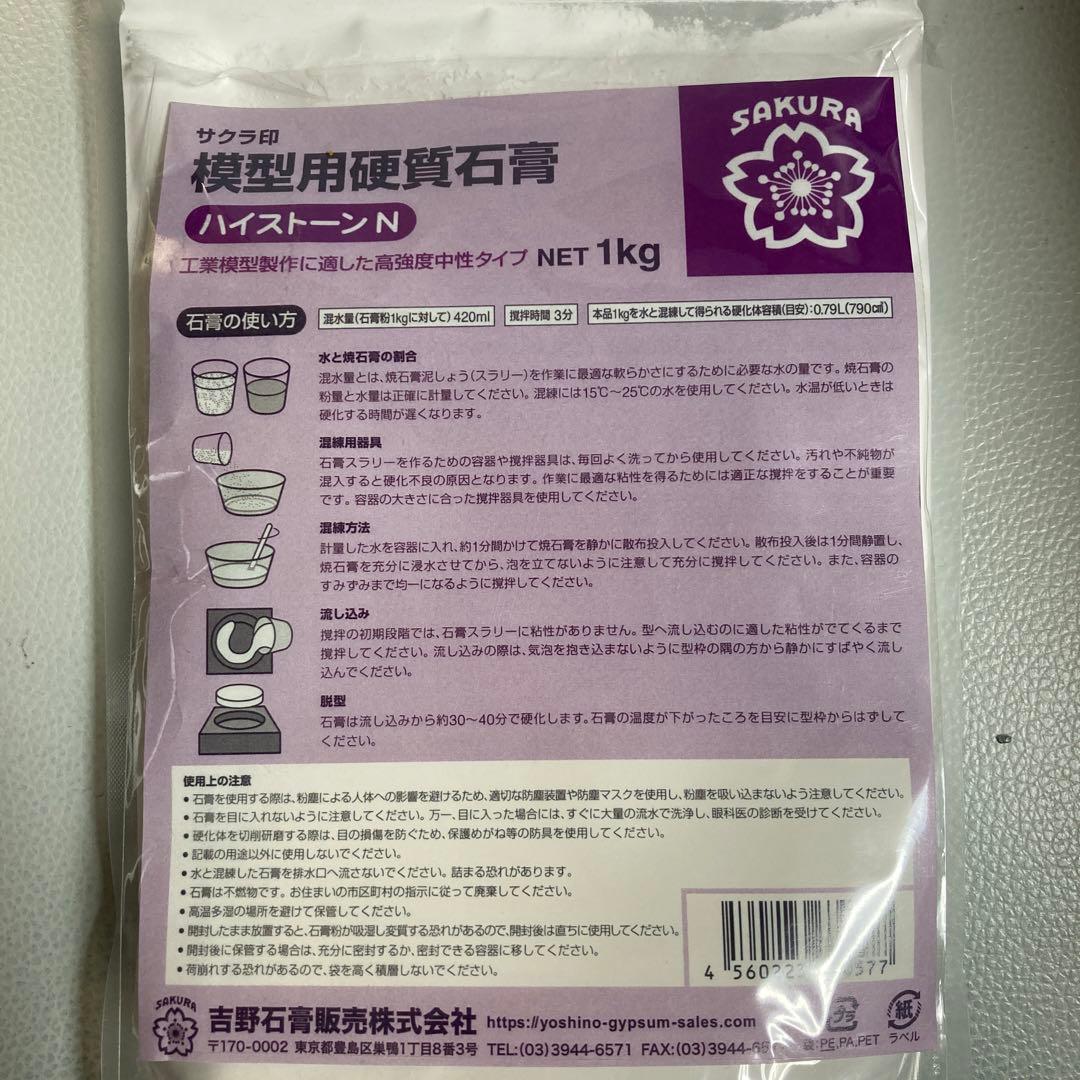 サクラ印
模型用硬質石膏
ハイストーンN
工業模型製作に適した高強度中性タイプ NET 1kg
SAKURA
石膏の使い方 混水量(石膏粉1kgに対して) 420ml 撹拌時間 3分 本品1kgを水と混練して得られる硬化体容積(目安):0.79L(790c㎡)
水と焼石膏の割合
混水量とは、焼石膏泥しょう(スラリー)を作業に最適な軟らかさにするために必要な水の量です。焼石膏の
粉量と水量は正確に計量してください。混練には15℃〜25℃の水を使用してください。水温が低いときは
硬化する時間が遅くなります。
混練用器具
石膏スラリーを作るための容器や撹拌器具は、毎回よく洗ってから使用してください。汚れや不純物が
混入すると硬化不良の原因となります。作業に最適な粘性を得るためには適正な撹拌をすることが重要
です。容器の大きさに合った撹拌器具を使用してください。
混練方法
計量した水を容器に入れ、約1分間かけて焼石膏を静かに散布投入してください。散布投入後は1分間静置し、
焼石膏を充分に浸水させてから、泡を立てないように注意して充分に撹拌してください。また、容器の
すみずみまで均一になるように撹拌してください。
流し込み
撹拌の初期段階では、石膏スラリーに粘性がありません。型へ流し込むのに適した粘性がでてくるまで
撹拌してください。流し込みの際は、気泡を抱き込まないように型枠の隅の方から静かにすばやく流し
込んでください。
脱型
石膏は流し込みから約30〜40分で硬化します。石膏の温度が下がったころを目安に型枠からはずして
ください。
使用上の注意
●石膏を使用する際は、粉塵による人体への影響を避けるため、適切な防塵装置や防塵マスクを使用し、粉塵を吸い込まないよう注意してください。
●石膏を目に入れないように注意してください。万一、目に入った場合には、すぐに大量の流水で洗浄し、眼科医の診断を受けてください。
●硬化体を切削研磨する際は、目の損傷を防ぐため、保護めがね等の防具を使用してください。
●記載の用途以外に使用しないでください。
●水と混練した石膏を排水口へ流さないでください。詰まる恐れがあります。
●石膏は不燃物です。お住まいの市区町村の指示に従って廃棄してください。
●高温多湿の場所を避けて保管してください。
●開封したまま放置すると、石膏粉が吸湿し変質する恐れがあるので、開封後は直ちに使用してください。
●開封後に保管する場合は、充分に密封するか、密封できる容器に移してください。
●荷崩れする恐れがあるので、袋を高く積層しないでください。
SAKURA
吉野石膏販売株式会社 https://yoshino-gypsum-sales.com
〒170-0002 東京都豊島区巣鴨1丁目8番3号 TEL:(03)3944-6571 FAX:(03)
プラ
袋:PE,PA,PET
紙
ラベル